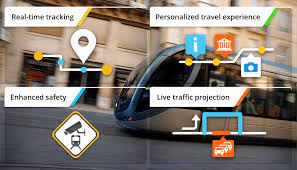 Real-time tracking
Personalized travel experience
Enhanced safety
Live traffic projection